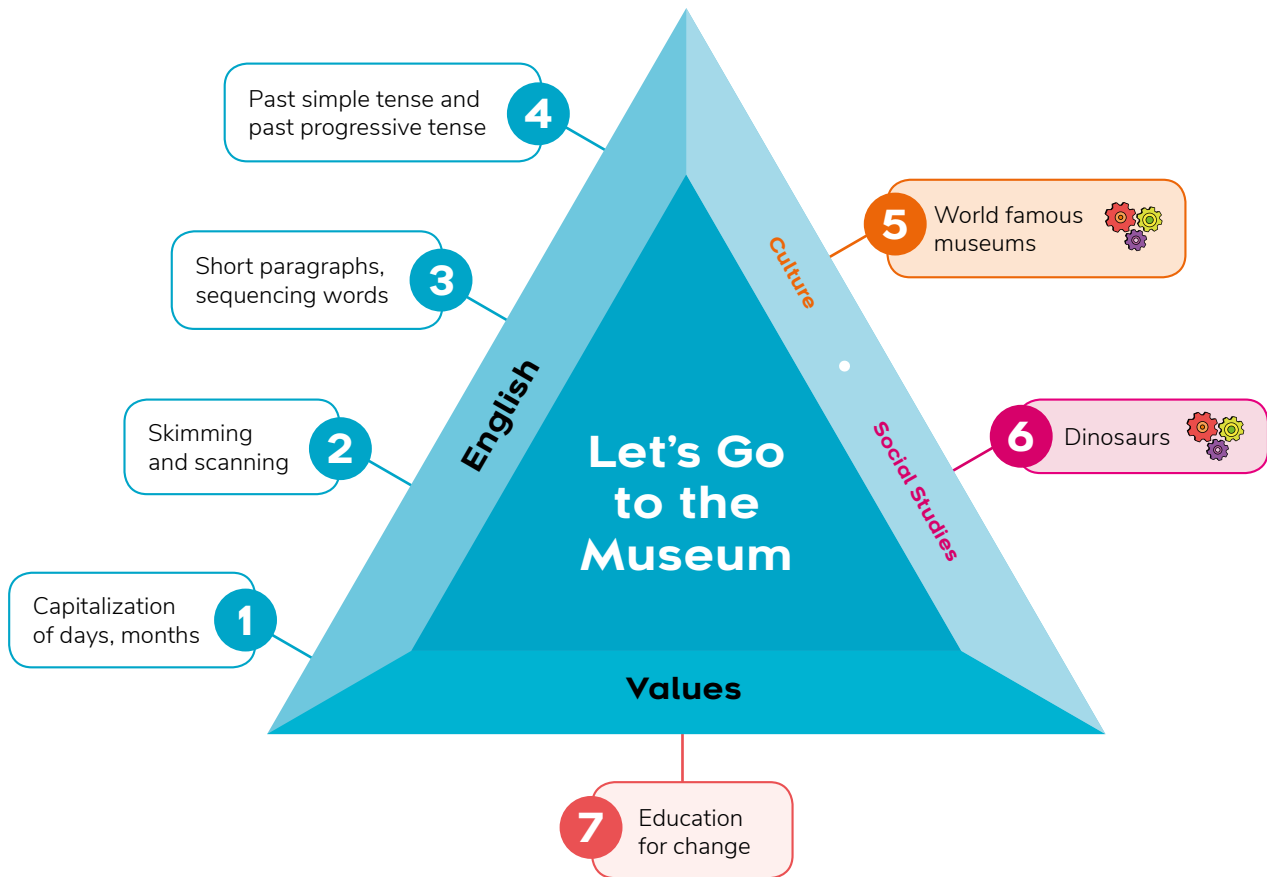 4
Past simple tense and
past progressive tense
3
Short paragraphs,
sequencing words
2
Skimming
and scanning
1
Capitalization
of days, months
English
Let's Go
to the
Museum
Culture
Social Studies
5
World famous
museums
6
Dinosaurs
Values
7
Education
for change